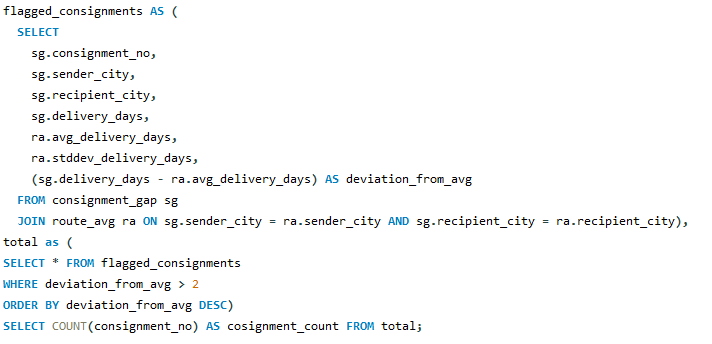 flagged_consignments AS (
  SELECT
    sg.consignment_no,
    sg.sender_city,
    sg.recipient_city,
    sg.delivery_days,
    ra.avg_delivery_days,
    ra.stddev_delivery_days,
    (sg.delivery_days - ra.avg_delivery_days) AS deviation_from_avg
  FROM consignment_gap sg
  JOIN route_avg ra ON sg.sender_city = ra.sender_city AND sg.recipient_city = ra.recipient_city),
total as (
SELECT * FROM flagged_consignments
WHERE deviation_from_avg > 2
ORDER BY deviation_from_avg DESC)
SELECT COUNT(consignment_no) AS cosignment_count FROM total;